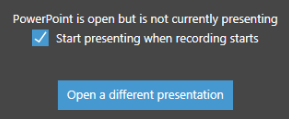 PowerPoint is open but is not currently presenting
Start presenting when recording starts
Open a different presentation